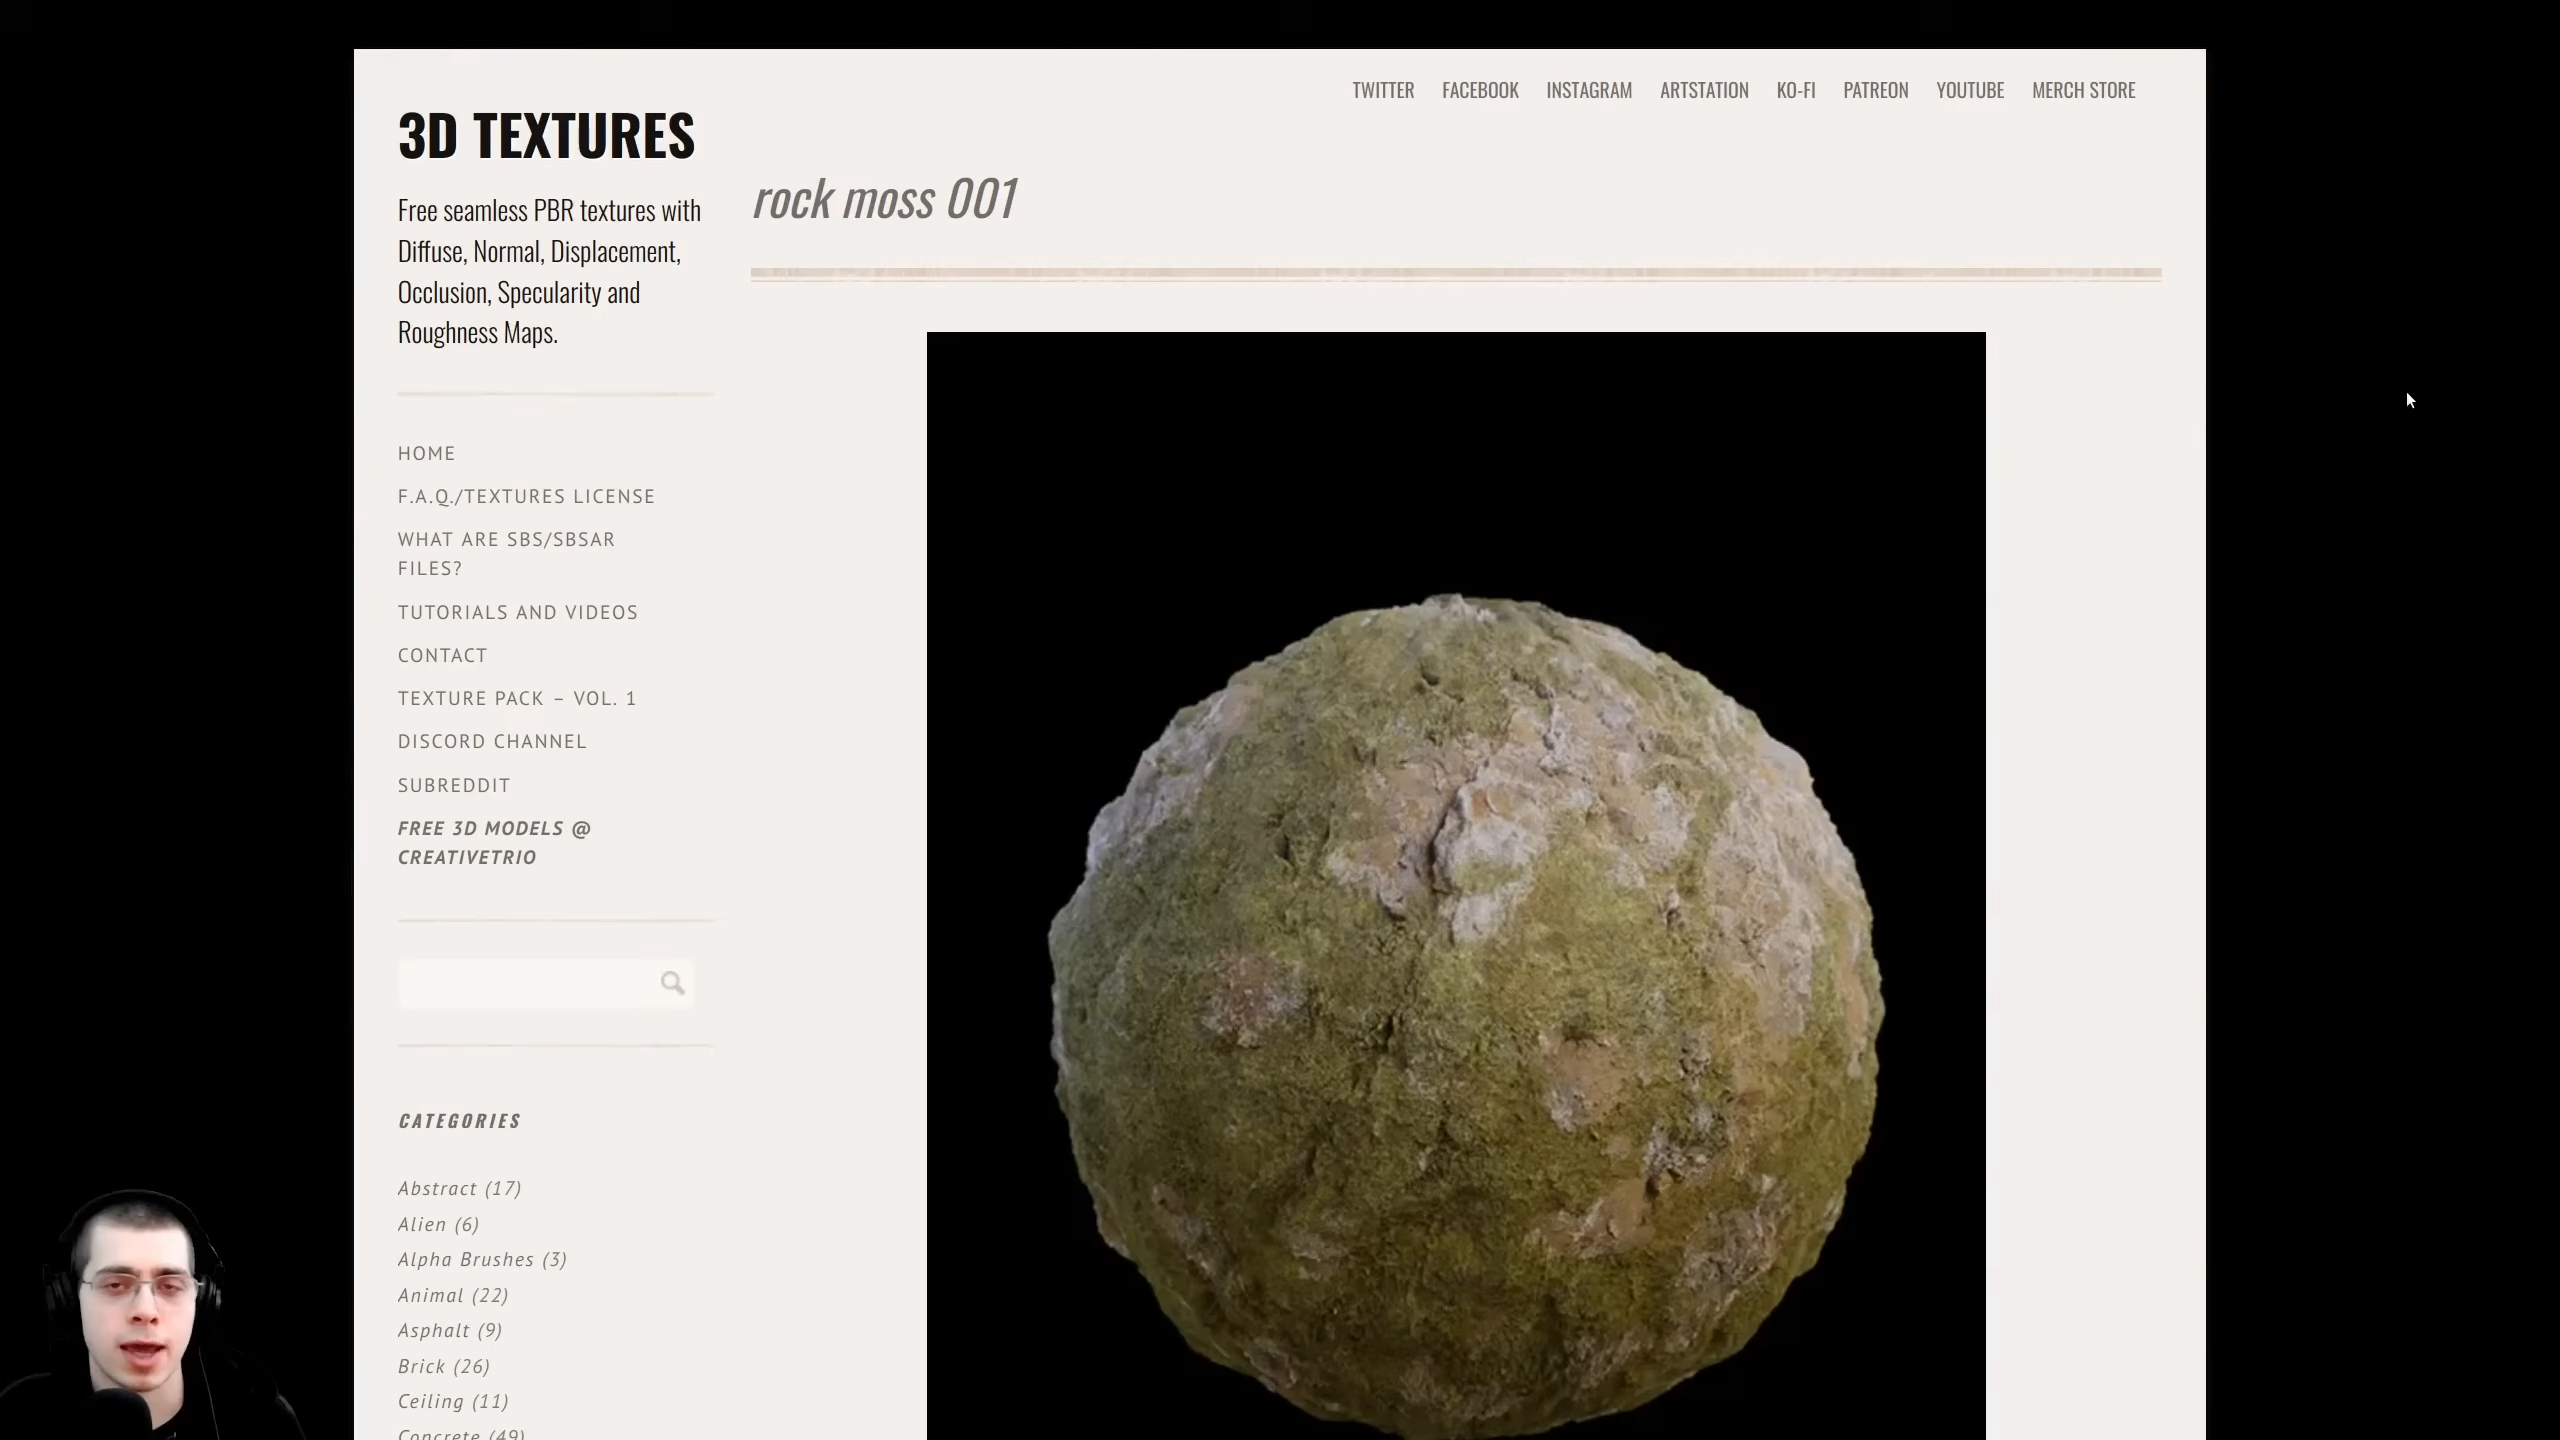 TWITTER FACEBOOK INSTAGRAM ARTSTATION KO-FI PATREON YOUTUBE MERCH STORE
3D TEXTURES
Free seamless PBR textures with
Diffuse, Normal, Displacement,
Occlusion, Specularity and
Roughness Maps.
rock moss 001
HOME
F.A.Q./TEXTURES LICENSE
WHAT ARE SBS/SBSAR
FILES?
TUTORIALS AND VIDEOS
CONTACT
TEXTURE PACK – VOL. 1
DISCORD CHANNEL
SUBREDDIT
FREE 3D MODELS @
CREATIVETRIO
CATEGORIES
Abstract (17)
Alien (6)
Alpha Brushes (3)
Animal (22)
Asphalt (9)
Brick (26)
Ceiling (11)
Concrete (49)